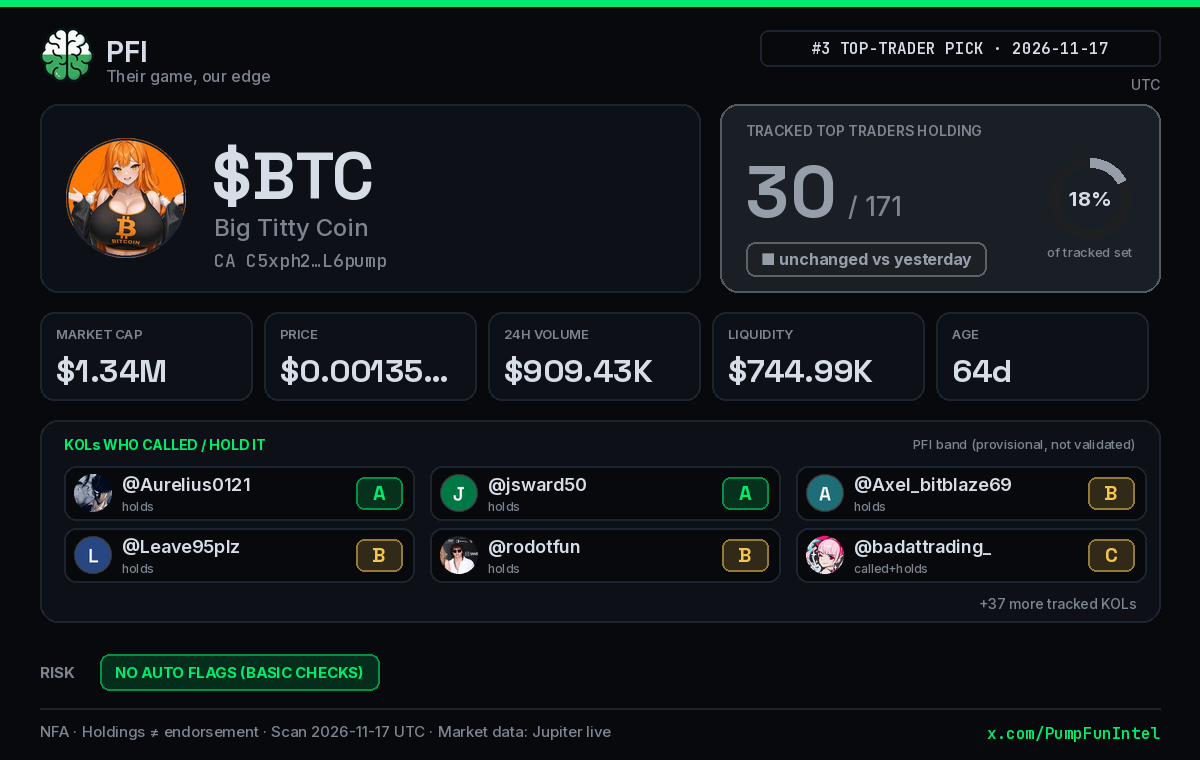 PFI
Their game, our edge
#3 TOP-TRADER PICK · 2026-11-17
UTC
$BTC
Big Titty Coin
CA C5xph2…L6pump
BITCOIN
TRACKED TOP TRADERS HOLDING
30 / 171
18%
unchanged vs yesterday
of tracked set
MARKET CAP
$1.34M
PRICE
$0.00135…
24H VOLUME
$909.43K
LIQUIDITY
$744.99K
AGE
64d
KOLs WHO CALLED / HOLD IT
PFI band (provisional, not validated)
@Aurelius0121
holds
A
J
@jsward50
holds
A
A
@Axel_bitblaze69
holds
B
L
@Leave95plz
holds
B
@rodotfun
holds
B
@badattrading_
called+holds
C
+37 more tracked KOLs
RISK
NO AUTO FLAGS (BASIC CHECKS)
NFA · Holdings ≠ endorsement · Scan 2026-11-17 UTC · Market data: Jupiter live
x.com/PumpFunIntel